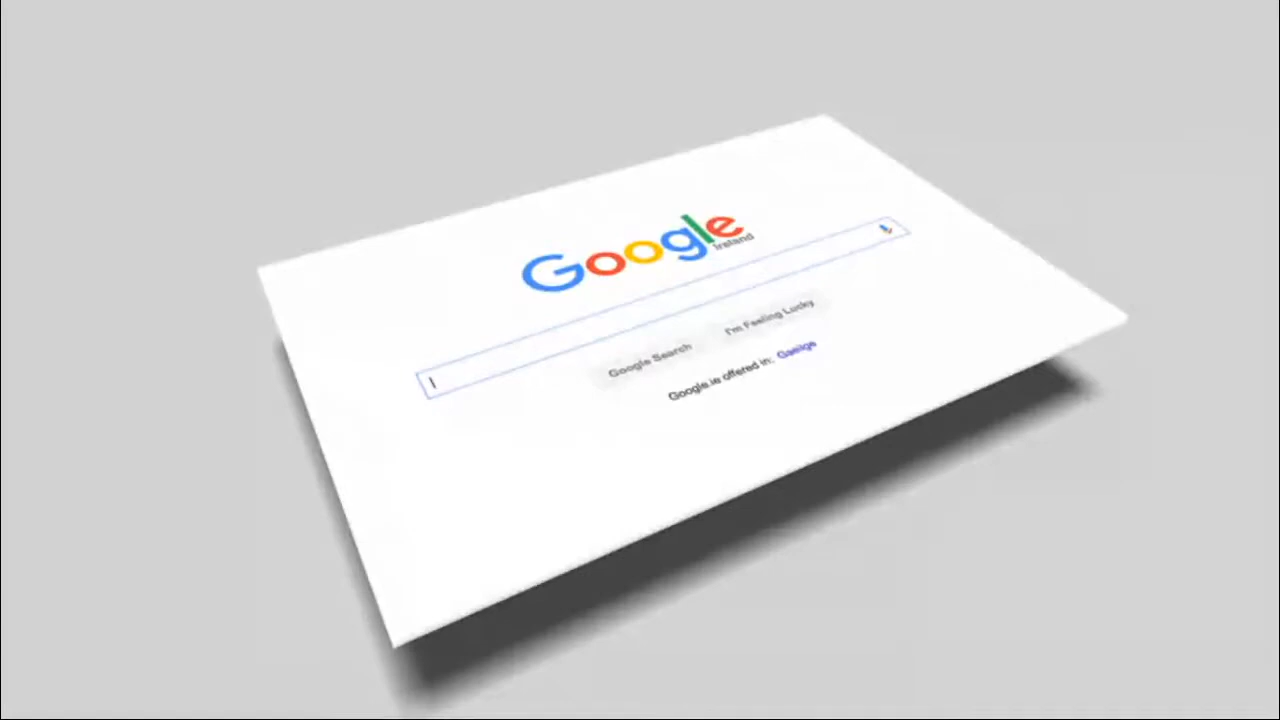 Google
Ireland
Google Search
I'm Feeling Lucky
Google.ie offered in: Gaeilge